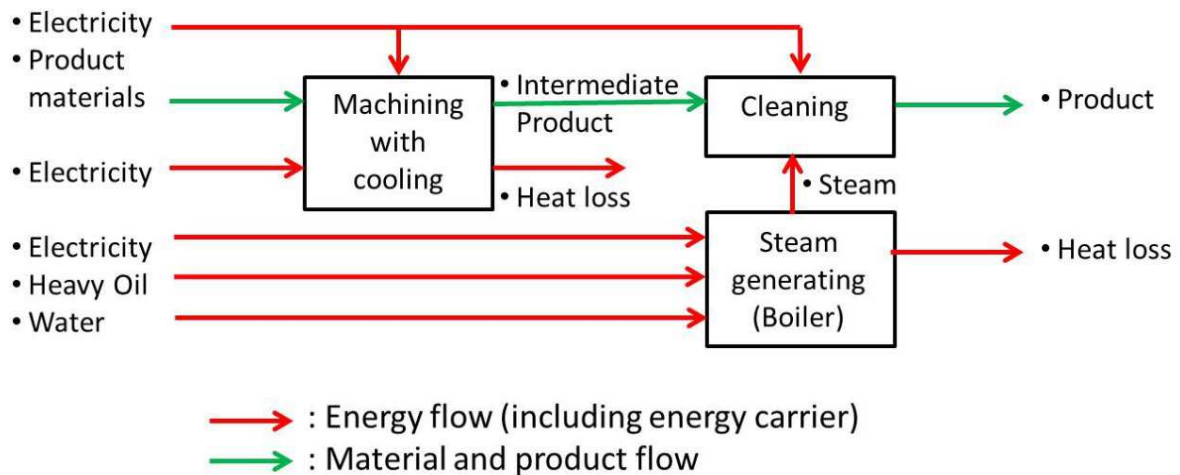 • Electricity
• Product
materials
• Electricity
Machining
with
cooling
• Intermediate
Product
• Heat loss
Cleaning
• Product
• Steam
• Electricity
• Heavy Oil
• Water
Steam
generating
(Boiler)
• Heat loss
: Energy flow (including energy carrier)
: Material and product flow